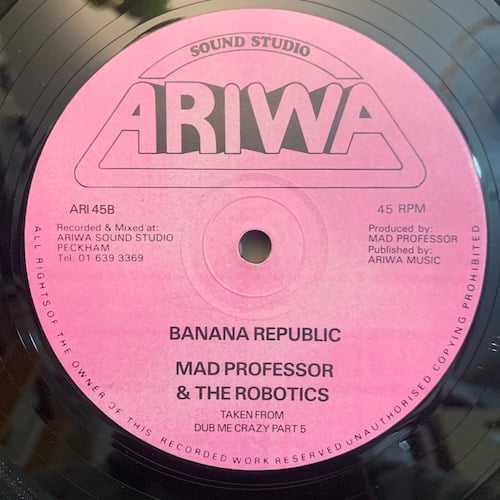 SOUND STUDIO
ARIWA
ARI 45B
45 RPM
Recorded & Mixed at:
ARIWA SOUND STUDIO
PECKHAM
Tel: 01 639 3369
Produced by:
MAD PROFESSOR
Published by:
ARIWA MUSIC
BANANA REPUBLIC
MAD PROFESSOR
& THE ROBOTICS
TAKEN FROM
DUB ME CRAZY PART 5
ALL RIGHTS OF THE OWNER OF THIS RECORDED WORK RESERVED UNAUTHORISED COPYING PROHIBITED